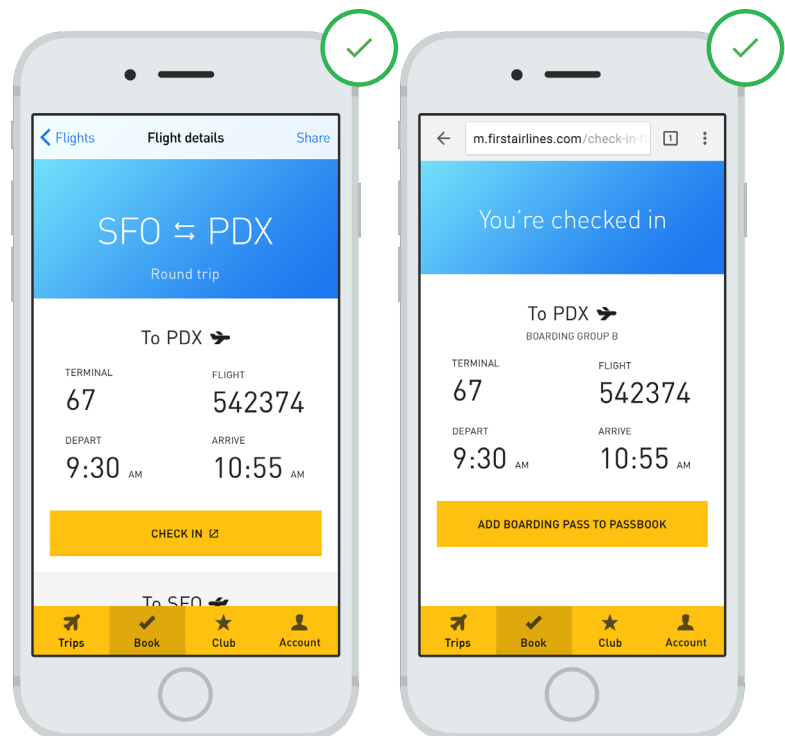 Flights Flight details Share
SFO ⇆ PDX
Round trip
To PDX
TERMINAL FLIGHT
67 542374
DEPART ARRIVE
9:30 AM 10:55 AM
CHECK IN
To SFO
Trips Book Club Account
m.firstairlines.com/check-in-fl 1
You're checked in
To PDX
BOARDING GROUP B
TERMINAL FLIGHT
67 542374
DEPART ARRIVE
9:30 AM 10:55 AM
ADD BOARDING PASS TO PASSBOOK
Trips Book Club Account